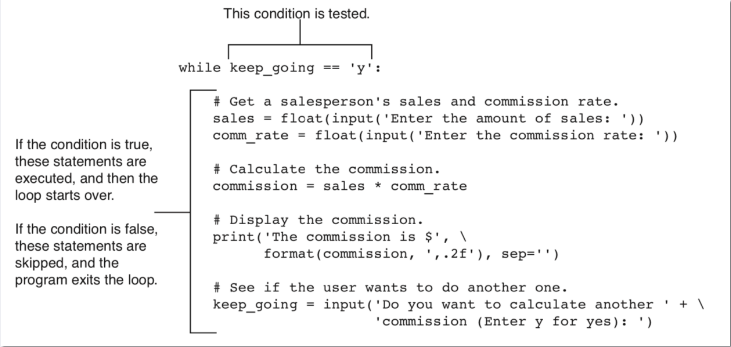 This condition is tested.
while keep_going == 'y':
# Get a salesperson's sales and commission rate.
sales = float(input('Enter the amount of sales: '))
comm_rate = float(input('Enter the commission rate: '))
# Calculate the commission.
commission = sales * comm_rate
# Display the commission.
print('The commission is $', \
format(commission, ',.2f'), sep='')
# See if the user wants to do another one.
keep_going = input('Do you want to calculate another ' + \
'commission (Enter y for yes): ')
If the condition is true,
these statements are
executed, and then the
loop starts over.
If the condition is false,
these statements are
skipped, and the
program exits the loop.